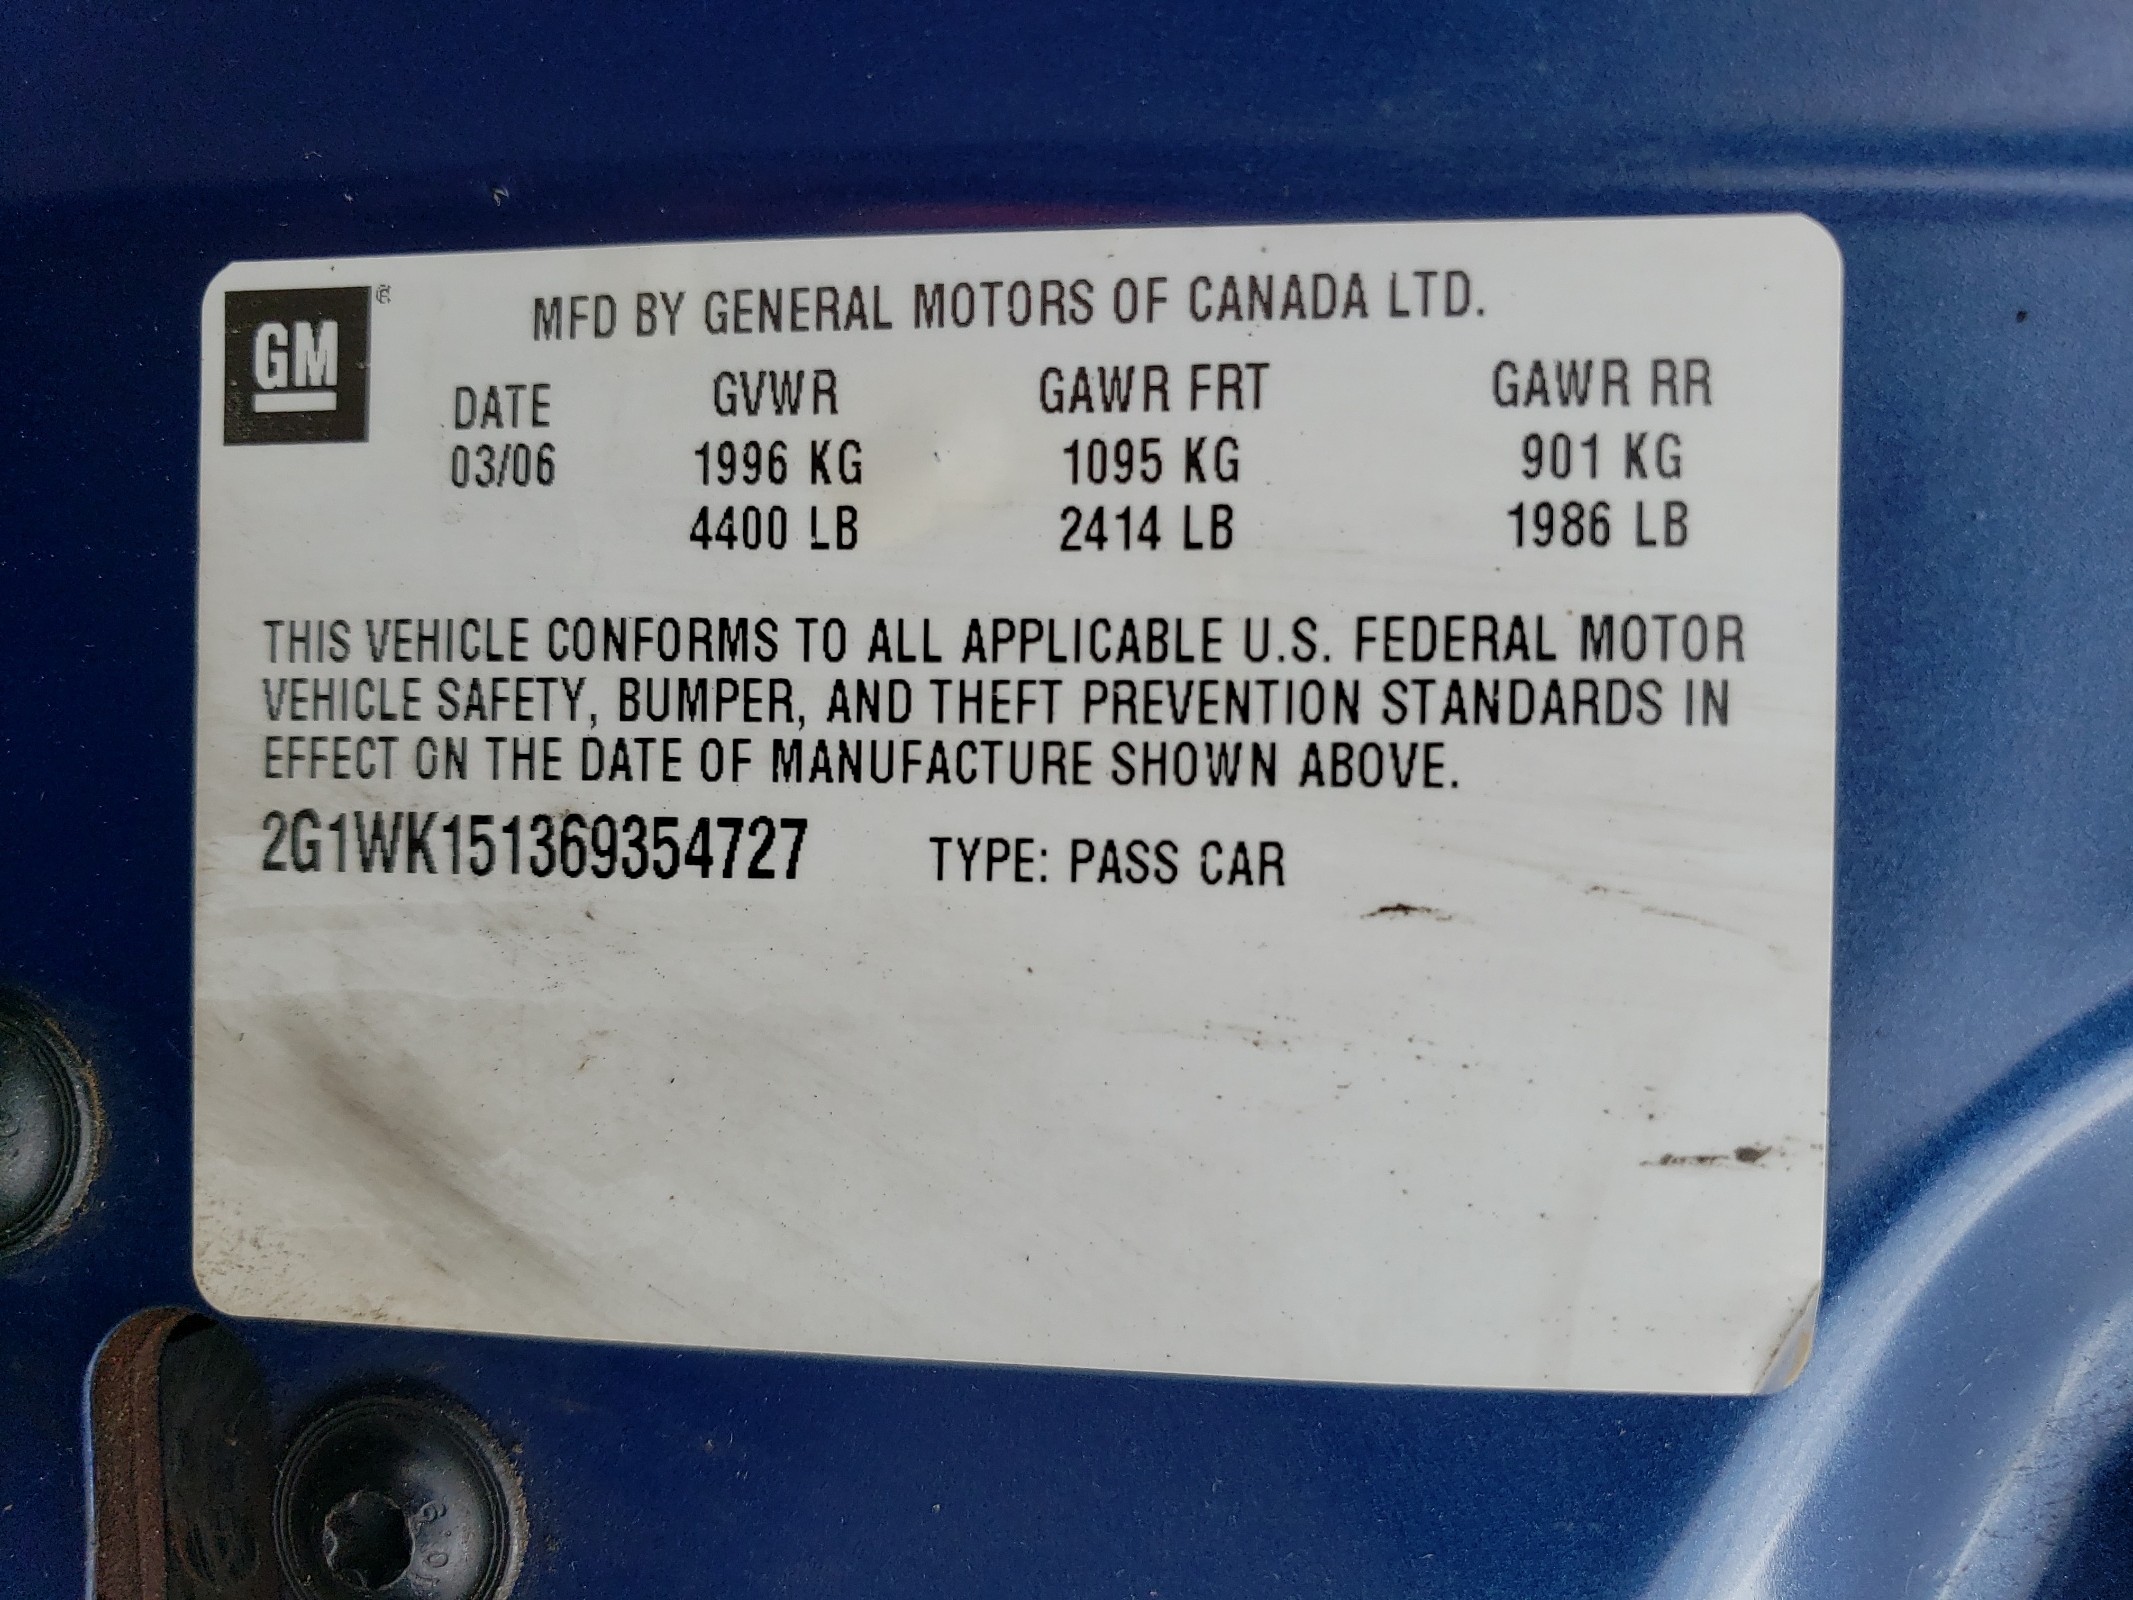 GM
MFD BY GENERAL MOTORS OF CANADA LTD.
DATE GVWR GAWR FRT GAWR RR
03/06 1996 KG 1095 KG 901 KG
4400 LB 2414 LB 1986 LB
THIS VEHICLE CONFORMS TO ALL APPLICABLE U.S. FEDERAL MOTOR
VEHICLE SAFETY, BUMPER, AND THEFT PREVENTION STANDARDS IN
EFFECT ON THE DATE OF MANUFACTURE SHOWN ABOVE.
2G1WK151369354727 TYPE: PASS CAR